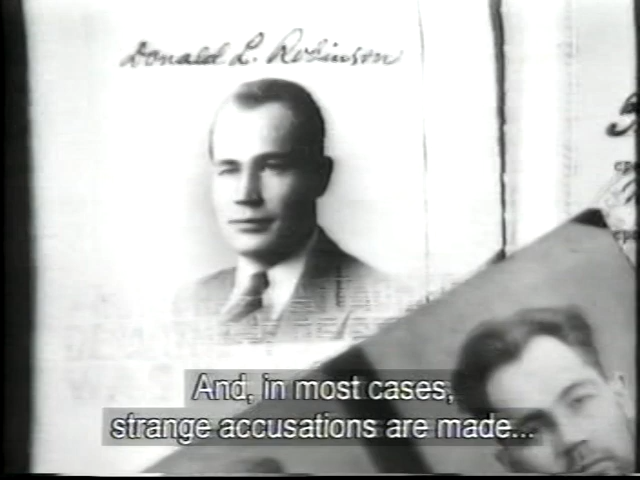 Donald L. Robinson
And, in most cases,
strange accusations are made...